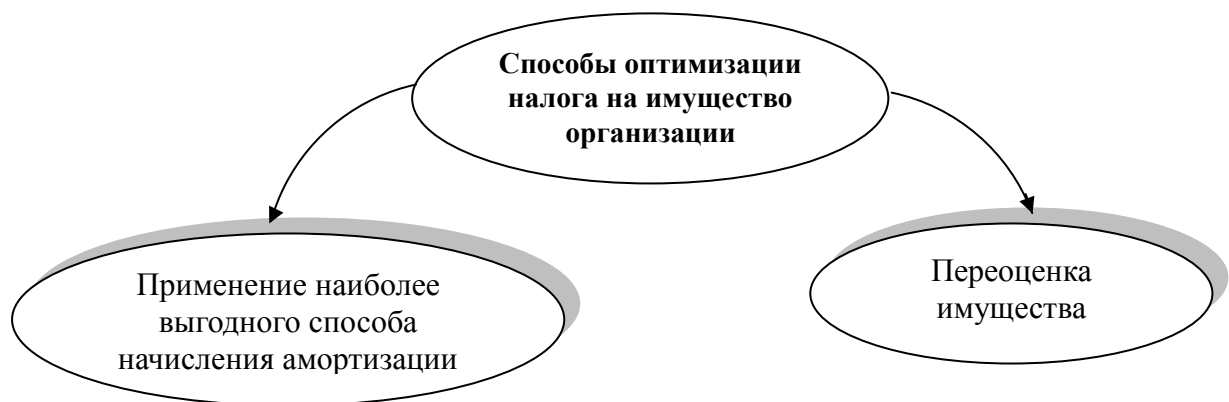 Способы оптимизации
налога на имущество
организации
Применение наиболее
выгодного способа
начисления амортизации
Переоценка
имущества